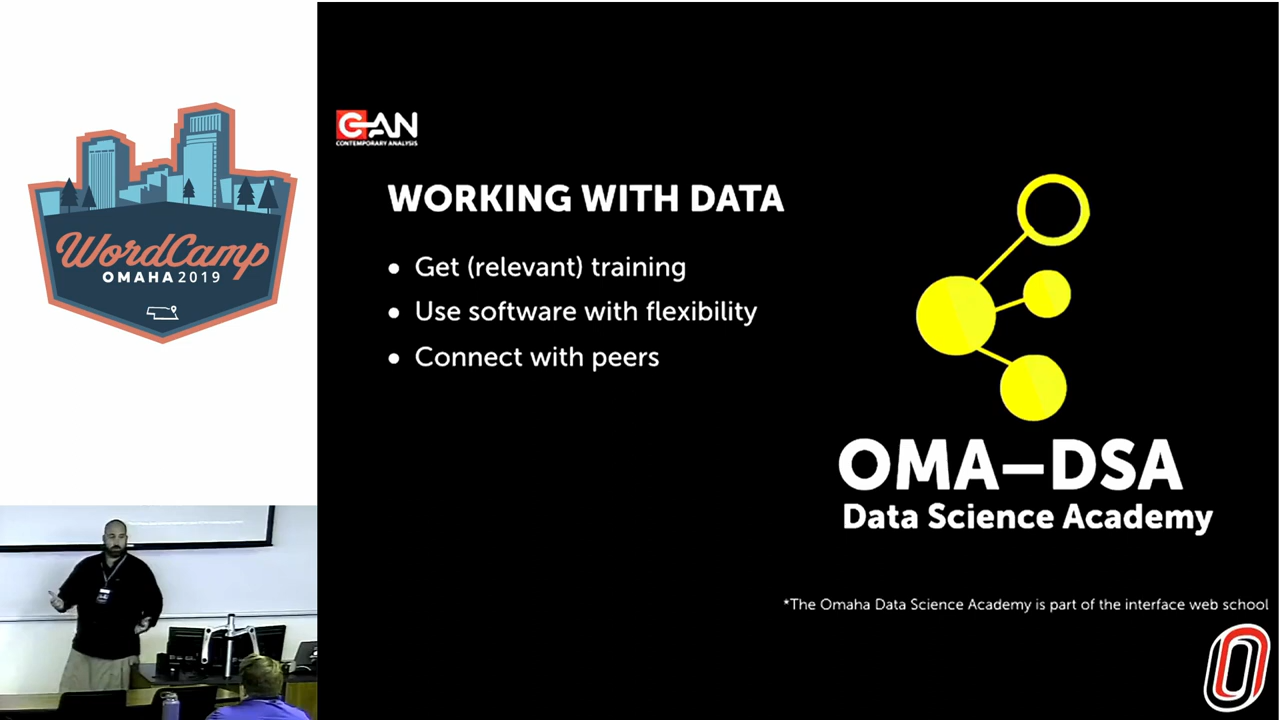 WordCamp
OMAHA 2019
CAN
CONTEMPORARY ANALYSIS
WORKING WITH DATA
• Get (relevant) training
• Use software with flexibility
• Connect with peers
OMA–DSA
Data Science Academy
*The Omaha Data Science Academy is part of the interface web school
O